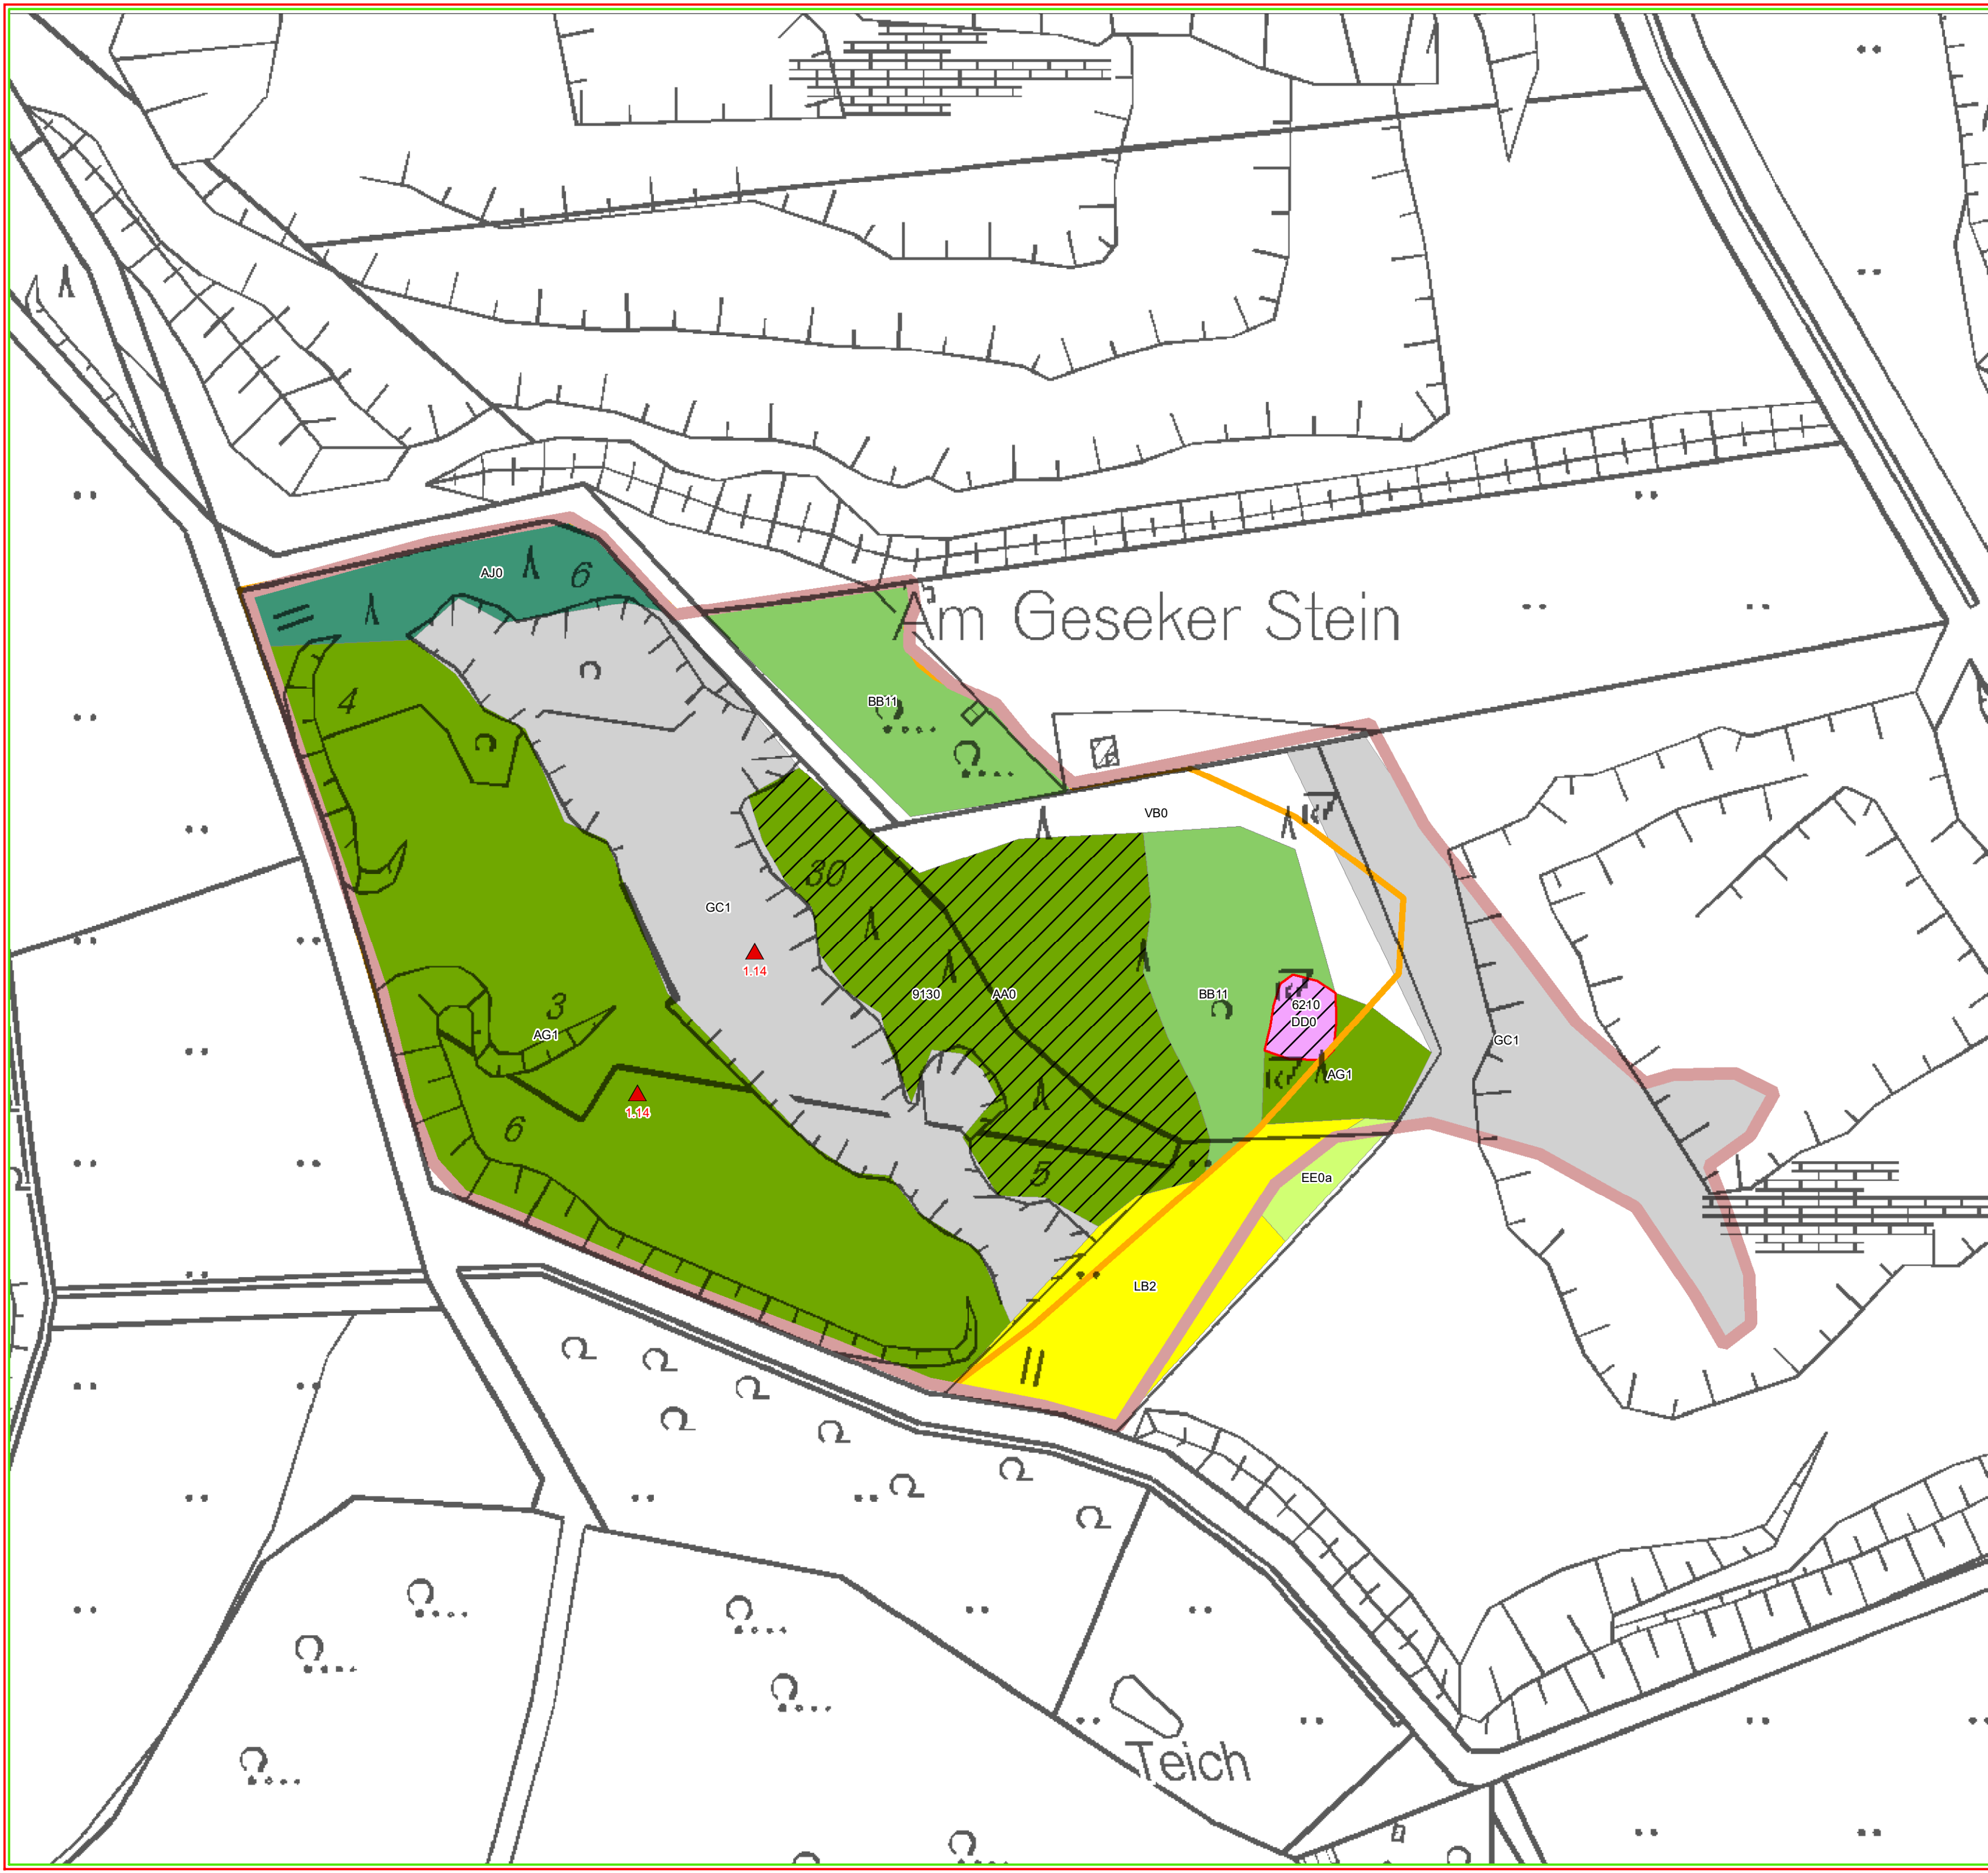 AJ0
6
Am Geseker Stein
4
BB11
VB0
30
GC1
1.14
9130
AA0
BB11
6210
DD0
3
AG1
GC1
AG1
1.14
6
5
EE0a
LB2
Teich